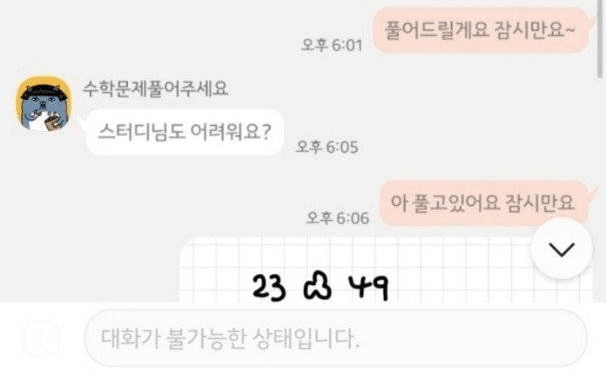 풀어드릴게요 잠시만요~
오후 6:01
수학문제풀어주세요
스터디님도 어려워요?
오후 6:05
아 풀고있어요 잠시만요
오후 6:06
23 49
대화가 불가능한 상태입니다.